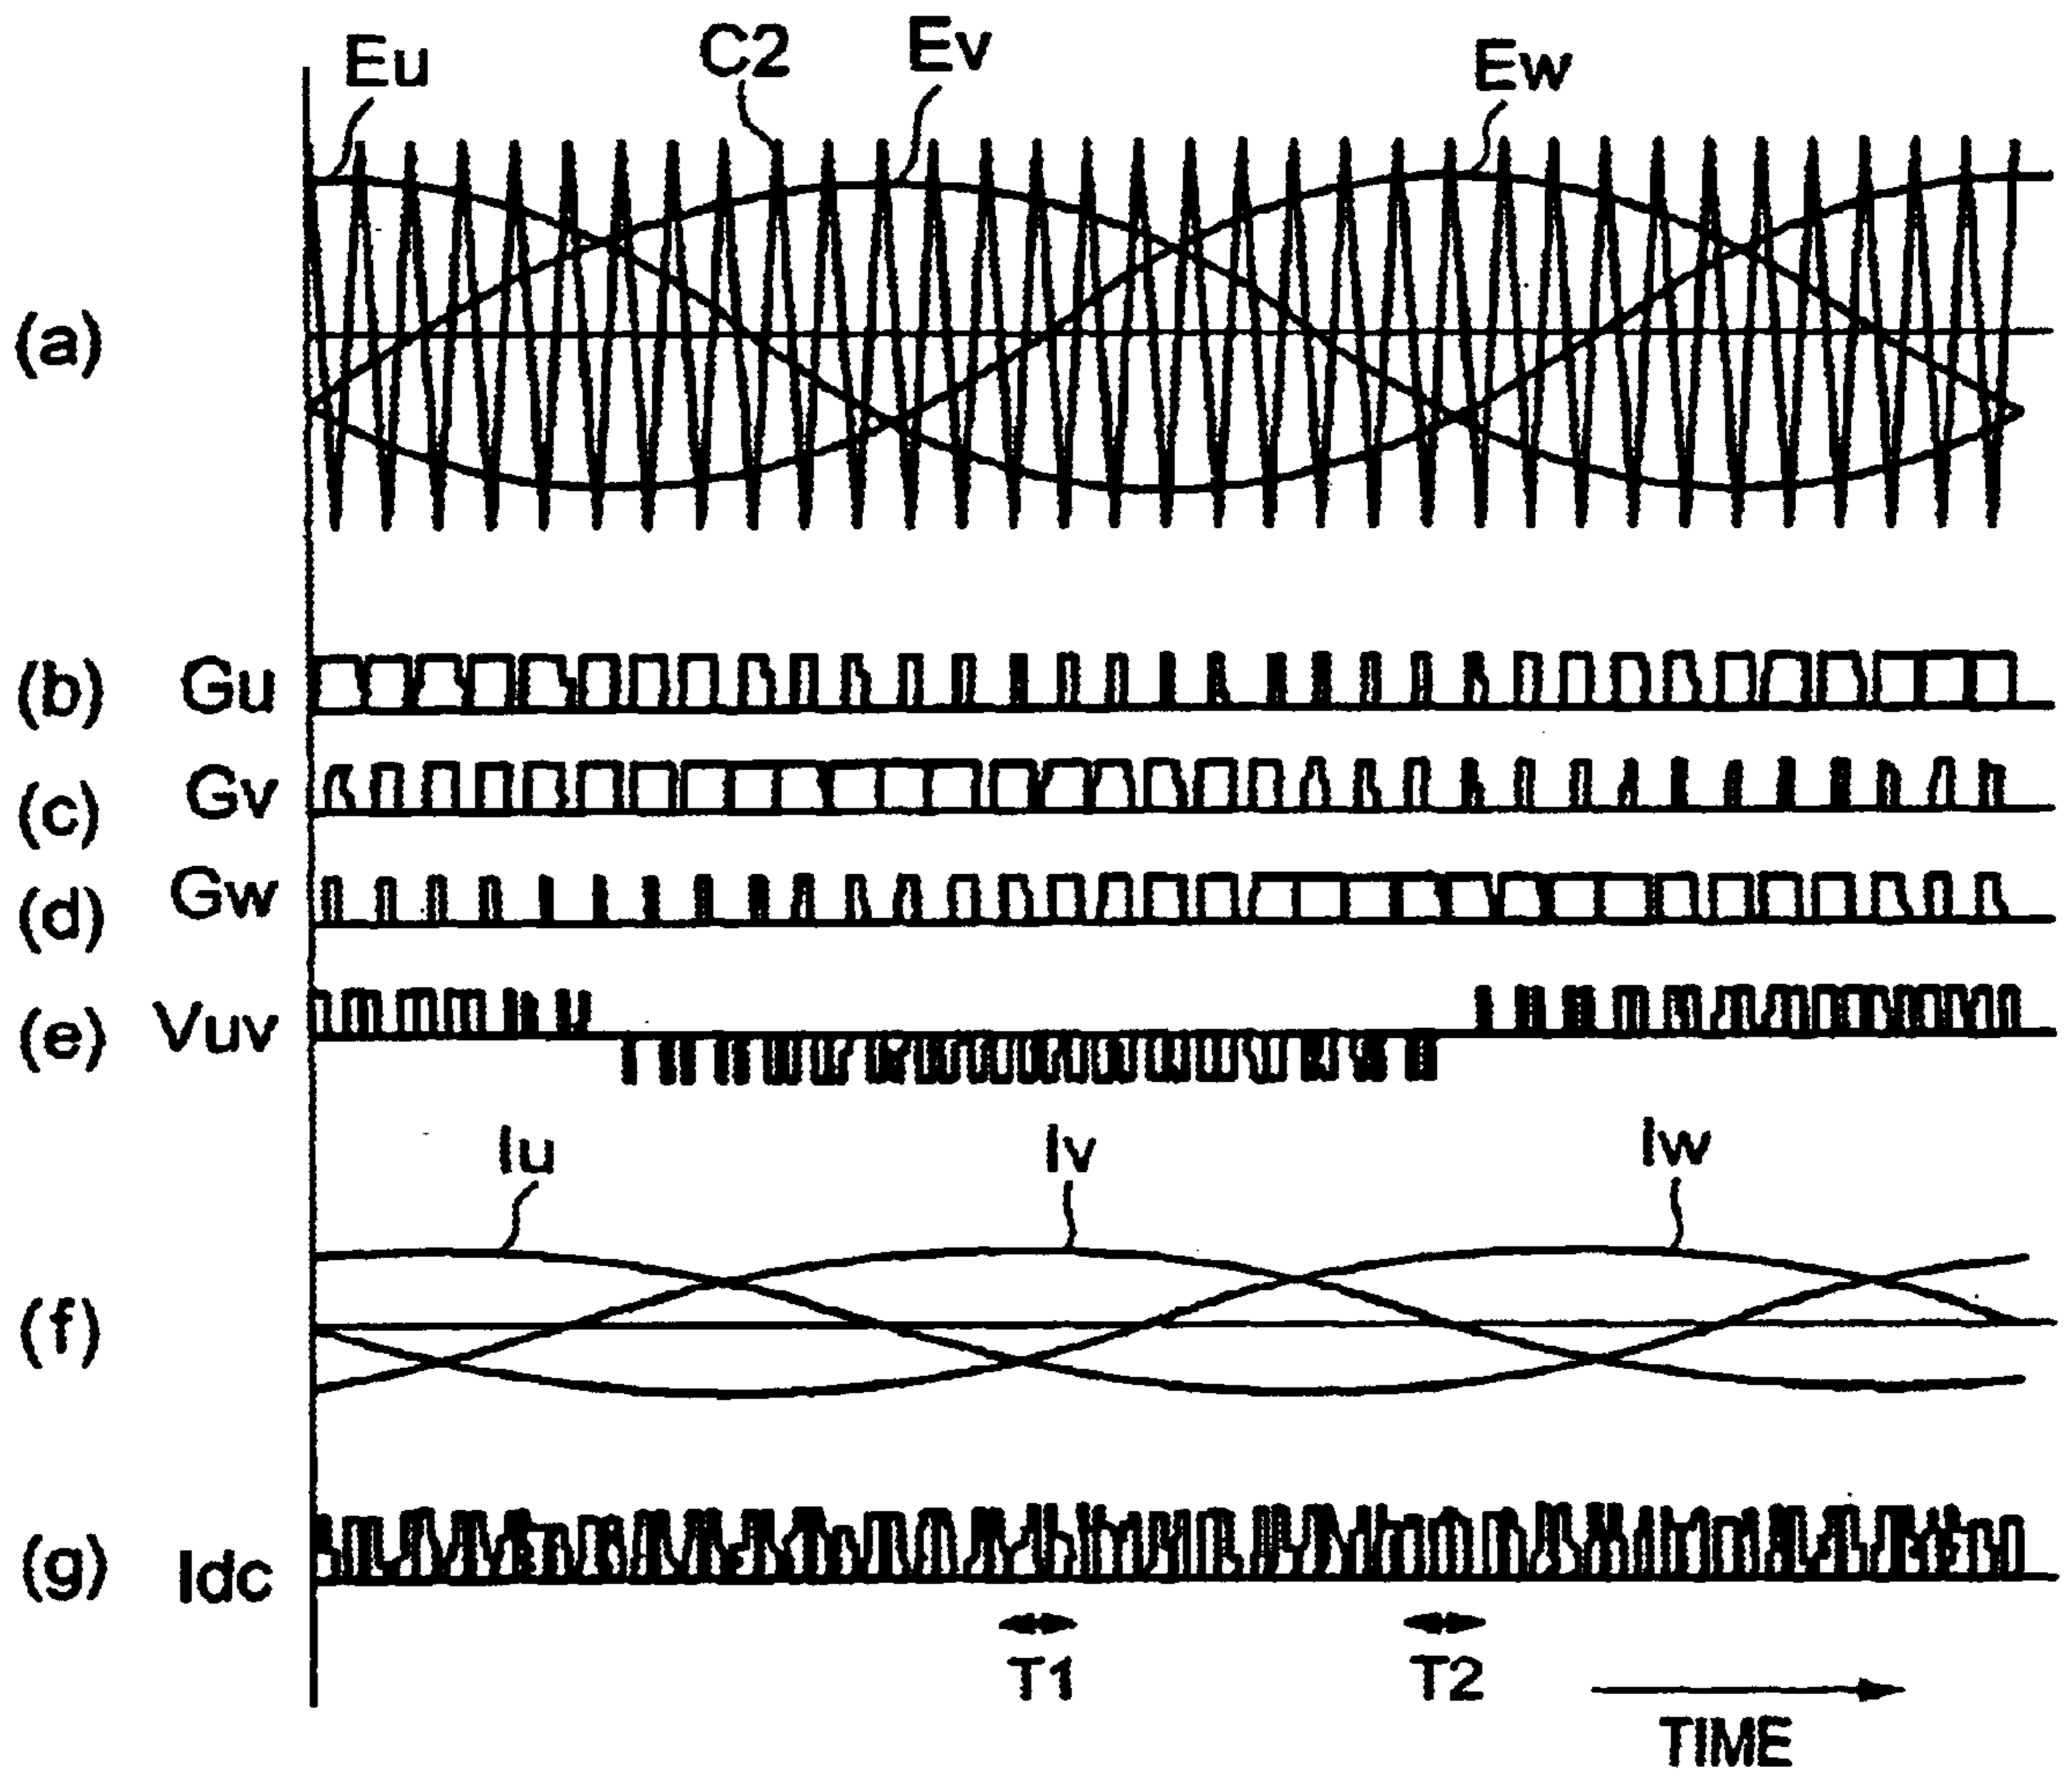 Eu C2 Ev Ew
(a)
(b) Gu
(c) Gv
(d) Gw
(e) Vuv
Iu Iv Iw
(f)
(g) Idc
T1 T2
TIME